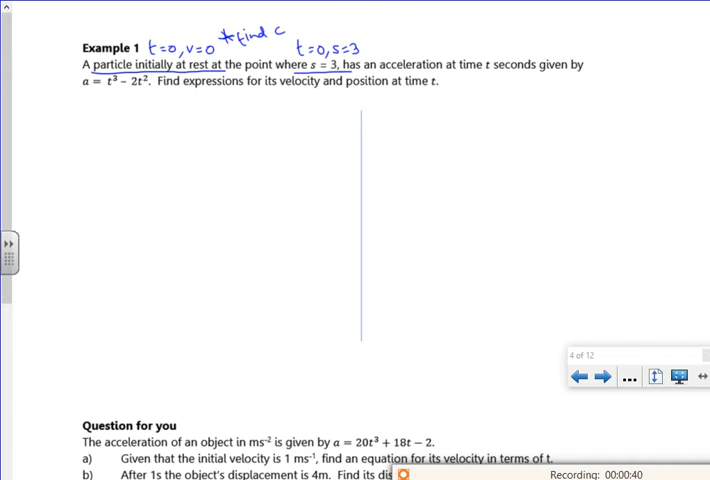 *find c
Example 1 t=0, v=0 t=0, s=3
A particle initially at rest at the point where s = 3, has an acceleration at time t seconds given by
a = t³ – 2t². Find expressions for its velocity and position at time t.
4 of 12
...
Question for you
The acceleration of an object in ms⁻² is given by a = 20t³ + 18t – 2.
a) Given that the initial velocity is 1 ms⁻¹, find an equation for its velocity in terms of t.
b) After 1s the object's displacement is 4m. Find its
Recording: 00:00:40